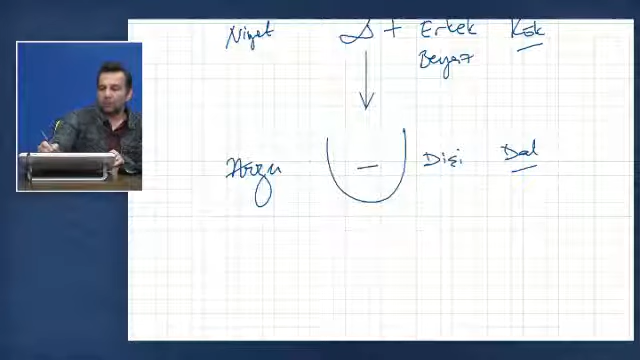 Niyet + Erkek Kök
Beyaz
Arzu — Dişi Dal